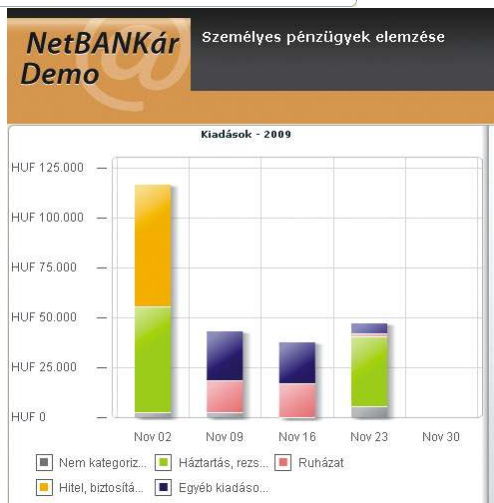 NetBANKár
Demo
Személyes pénzügyek elemzése
Kiadások - 2009
HUF 125.000
HUF 100.000
HUF 75.000
HUF 50.000
HUF 25.000
HUF 0
Nov 02 Nov 09 Nov 16 Nov 23 Nov 30
Nem kategoriz... Háztartás, rezs... Ruházat
Hitel, biztosítá... Egyéb kiadáso...